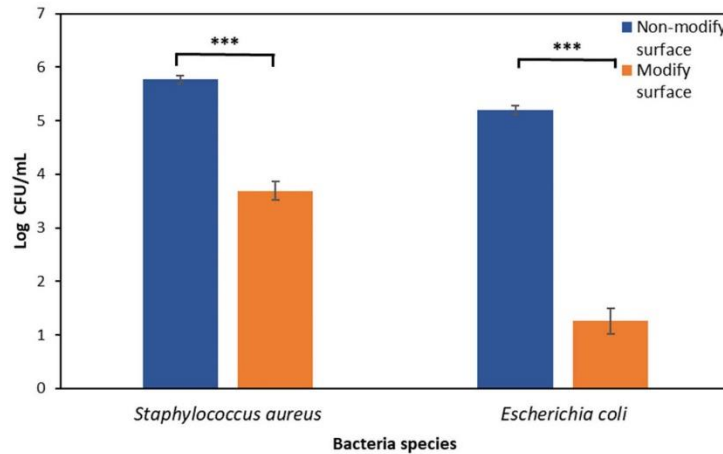 7
6
5
4
3
2
1
0
Log CFU/mL
***
***
Non-modify
surface
Modify
surface
Staphylococcus aureus
Escherichia coli
Bacteria species